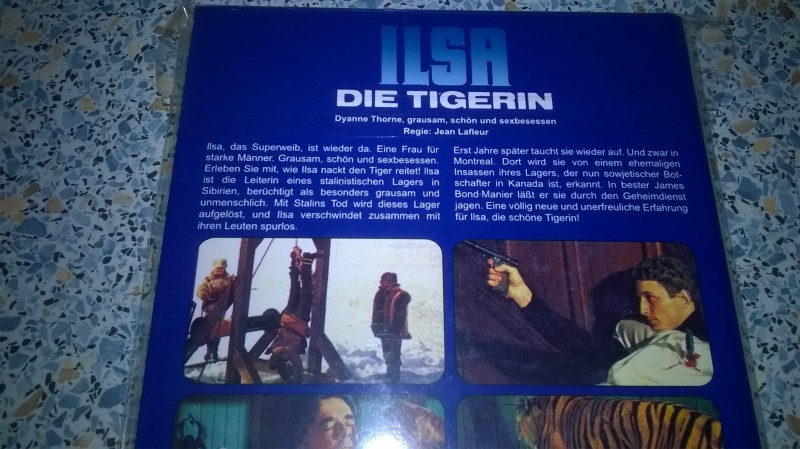 ILSA
DIE TIGERIN
Dyanne Thorne, grausam, schön und sexbesessen
Regie: Jean Lafleur
Ilsa, das Superweib, ist wieder da. Eine Frau für
starke Männer. Grausam, schön und sexbesessen.
Erleben Sie mit, wie Ilsa nackt den Tiger reitet! Ilsa
ist die Leiterin eines stalinistischen Lagers in
Sibirien, berüchtigt als besonders grausam und
unmenschlich. Mit Stalins Tod wird dieses Lager
aufgelöst, und Ilsa verschwindet zusammen mit
ihren Leuten spurlos.
Erst Jahre später taucht sie wieder auf. Und zwar in
Montreal. Dort wird sie von einem ehemaligen
Insassen ihres Lagers, der nun sowjetischer Bot-
schafter in Kanada ist, erkannt. In bester James
Bond-Manier läßt er sie durch den Geheimdienst
jagen. Eine völlig neue und unerfreuliche Erfahrung
für Ilsa, die schöne Tigerin!